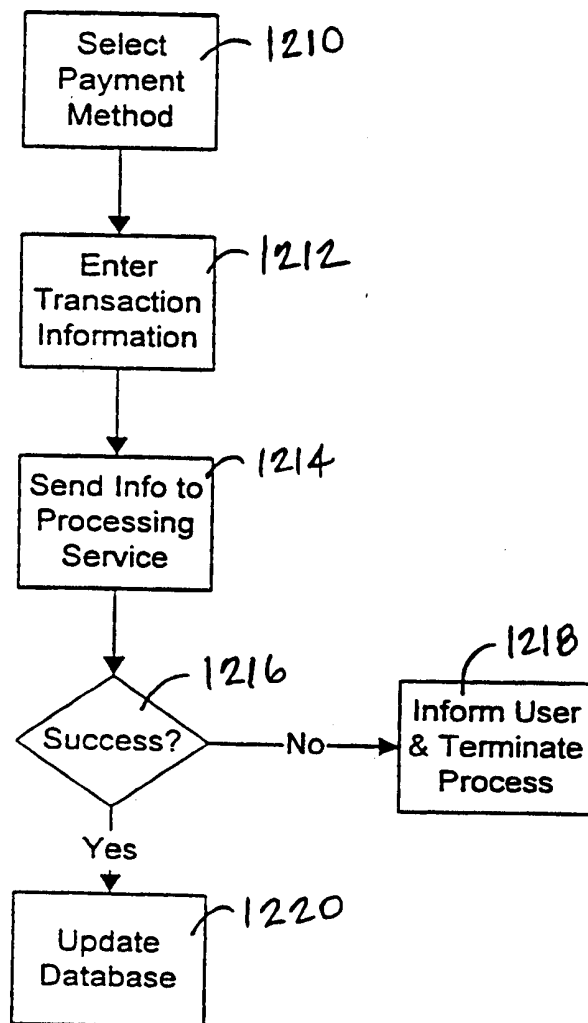 Select
Payment
Method
1210
Enter
Transaction
Information
1212
Send Info to
Processing
Service
1214
Success?
1216
No
Inform User
& Terminate
Process
1218
Yes
Update
Database
1220